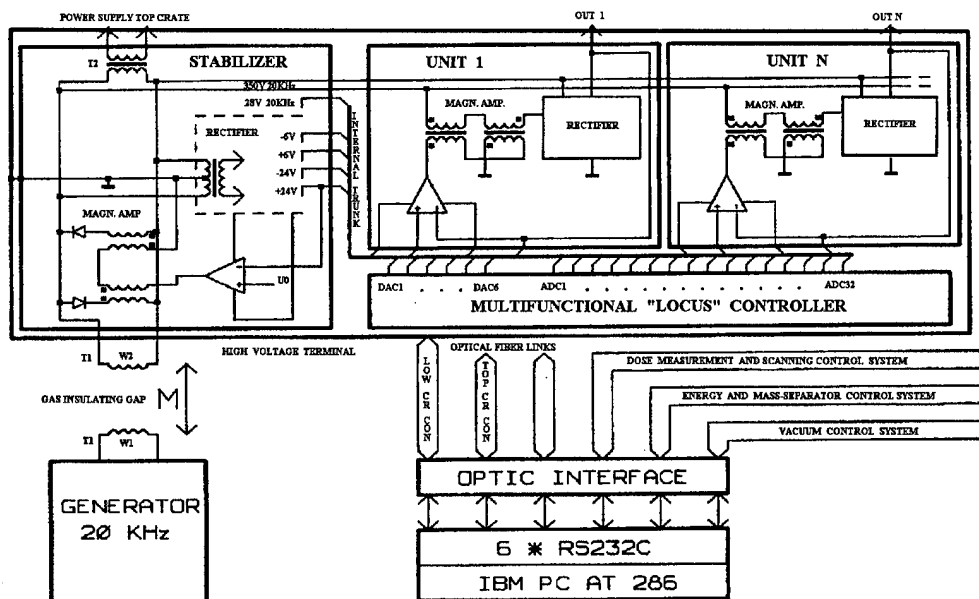 POWER SUPPLY TOP CRATE
OUT 1
OUT N
T2
STABILIZER
UNIT 1
UNIT N
350V 20KHz
28V 20KHz
RECTIFIER
-6V
+6V
-24V
+24V
INTERNAL TRUNK
MAGN. AMP.
RECTIFIER
MAGN. AMP.
RECTIFIER
MAGN. AMP
U0
DAC1 . . . . DAC6
ADC1 . . . . . . . . . . . . . . ADC32
MULTIFUNCTIONAL "LOCUS" CONTROLLER
T1
W2
HIGH VOLTAGE TERMINAL
OPTICAL FIBER LINKS
LOW CR CON
TOP CR CON
DOSE MEASUREMENT AND SCANNING CONTROL SYSTEM
GAS INSULATING GAP
M
ENERGY AND MASS-SEPARATOR CONTROL SYSTEM
T1
W1
VACUUM CONTROL SYSTEM
GENERATOR
20 KHz
OPTIC INTERFACE
6 * RS232C
IBM PC AT 286